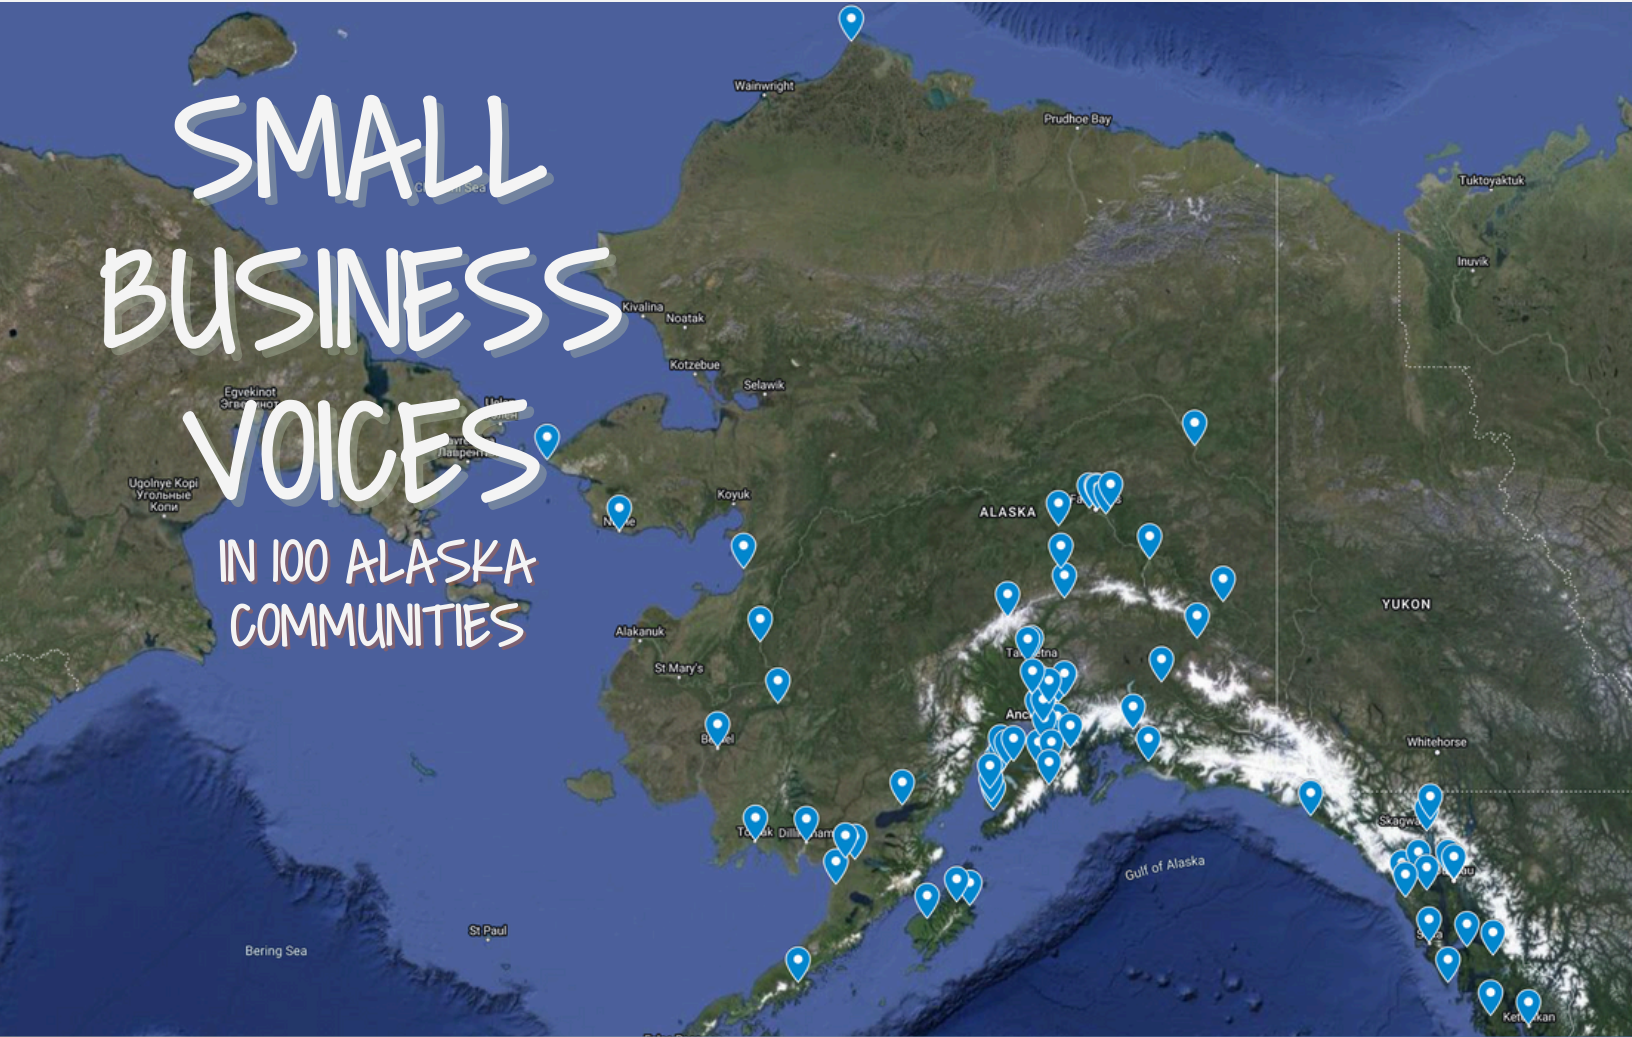 SMALL
BUSINESS
VOICES
IN 100 ALASKA
COMMUNITIES
Wainwright
Prudhoe Bay
Tuktoyaktuk
Sea
Inuvik
Kivalina
Noatak
Kotzebue
Selawik
Egvekinot
Ugolnye Kopi
Угольные
Копи
Koyuk
ALASKA
YUKON
Alakanuk
St Mary's
Whitehorse
Gulf of Alaska
St Paul
Bering Sea